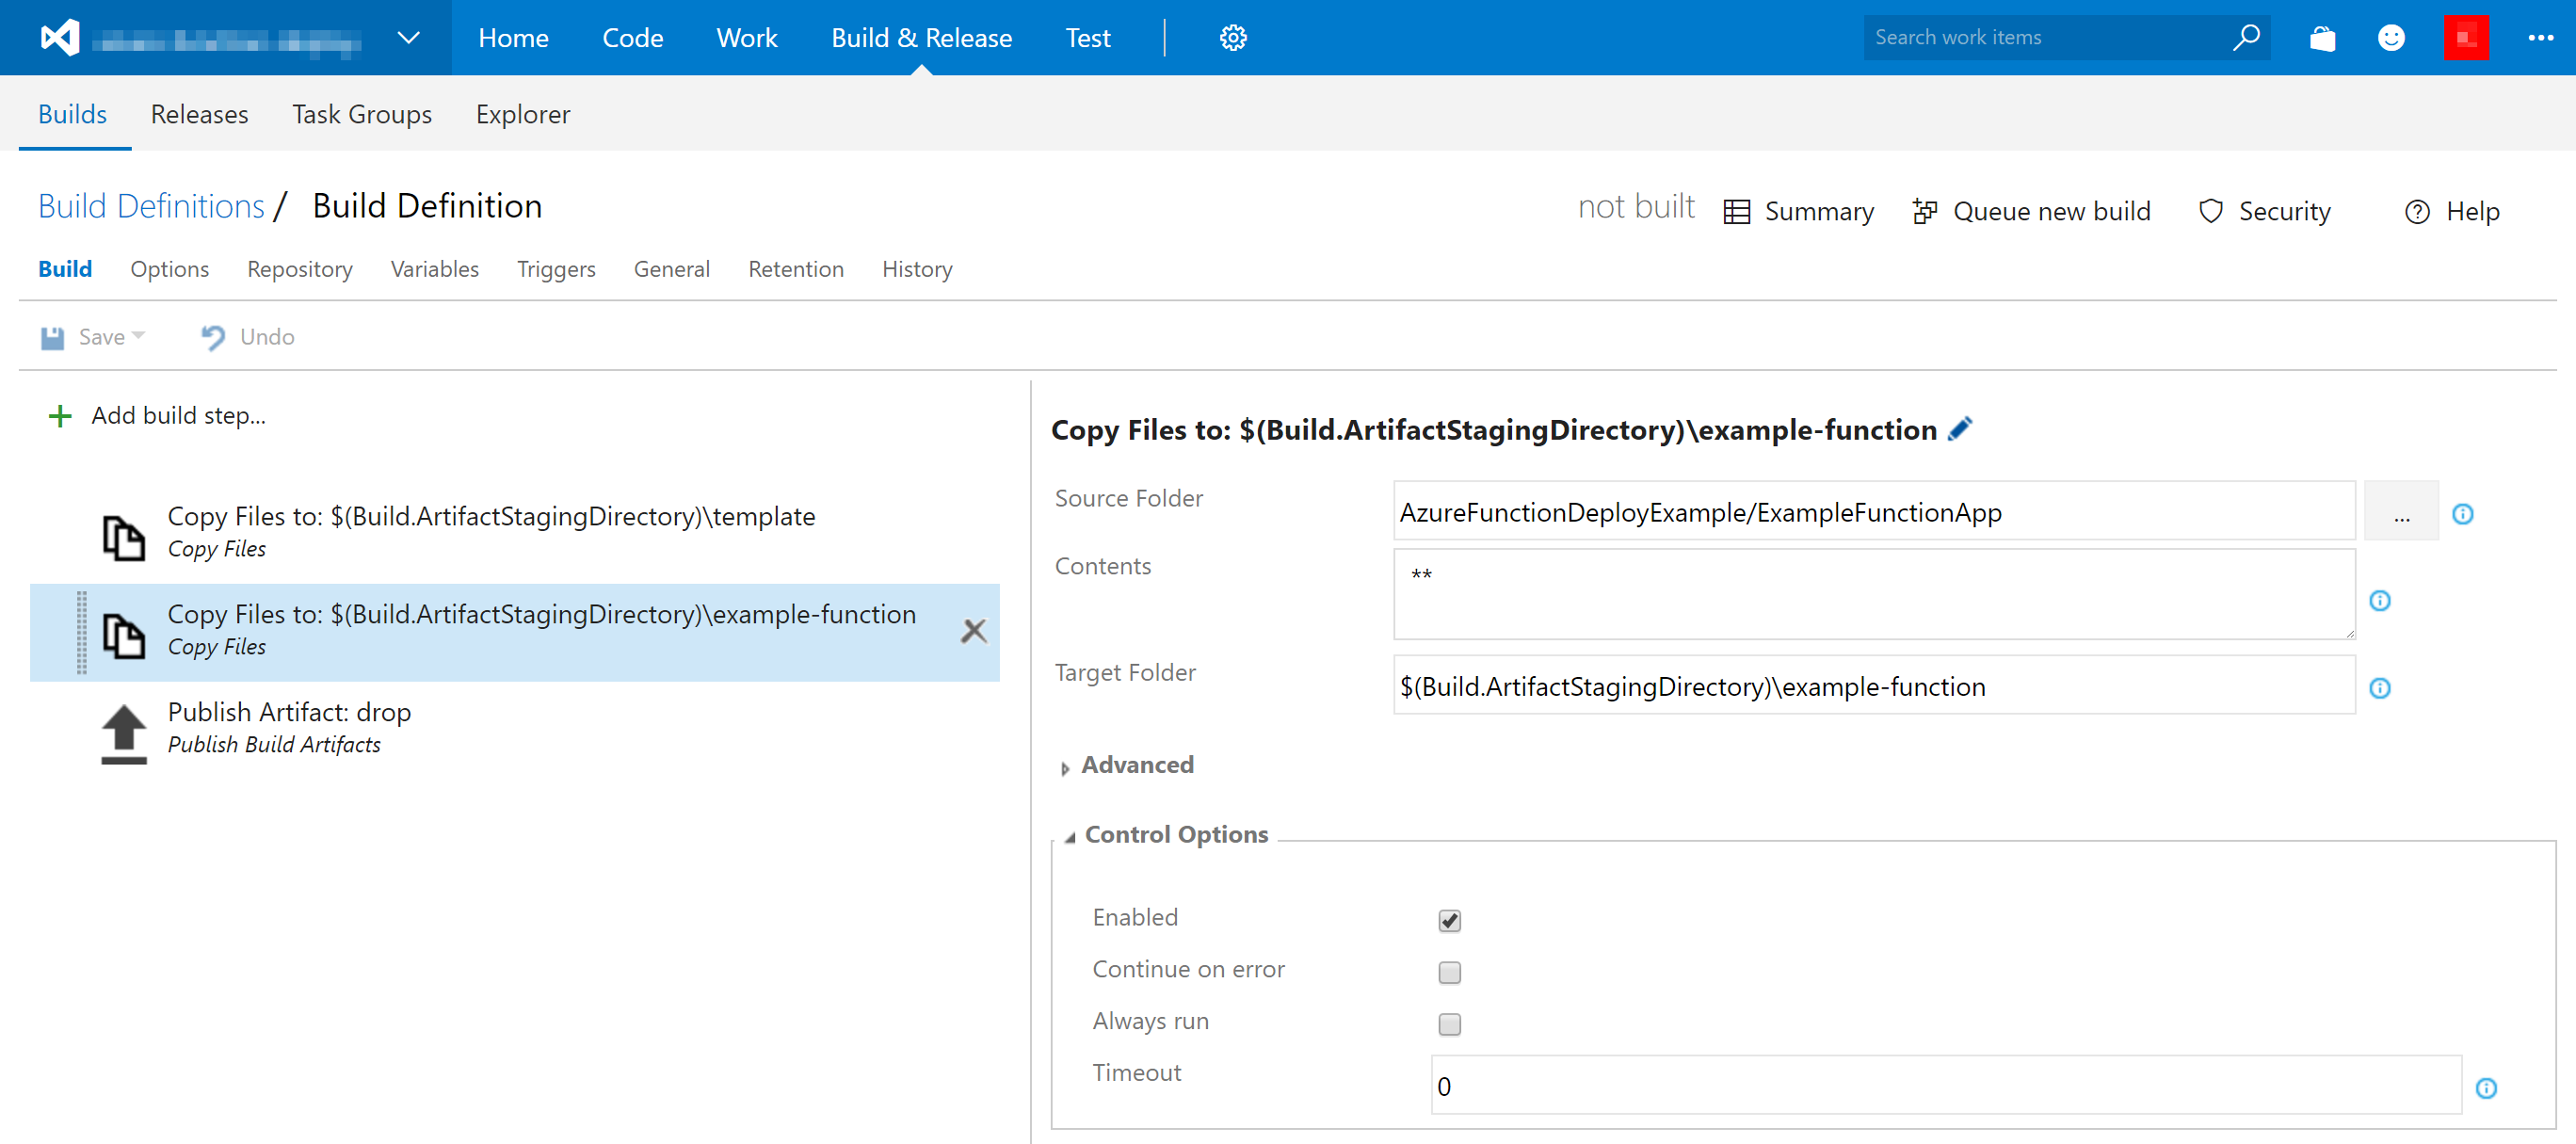 Home Code Work Build & Release Test Search work items
Builds Releases Task Groups Explorer
Build Definitions / Build Definition
not built Summary Queue new build Security Help
Build Options Repository Variables Triggers General Retention History
Save Undo
Add build step...
Copy Files to: $(Build.ArtifactStagingDirectory)\template
Copy Files
Copy Files to: $(Build.ArtifactStagingDirectory)\example-function
Copy Files
Publish Artifact: drop
Publish Build Artifacts
Copy Files to: $(Build.ArtifactStagingDirectory)\example-function
Source Folder AzureFunctionDeployExample/ExampleFunctionApp ...
Contents **
Target Folder $(Build.ArtifactStagingDirectory)\example-function
Advanced
Control Options
Enabled
Continue on error
Always run
Timeout 0